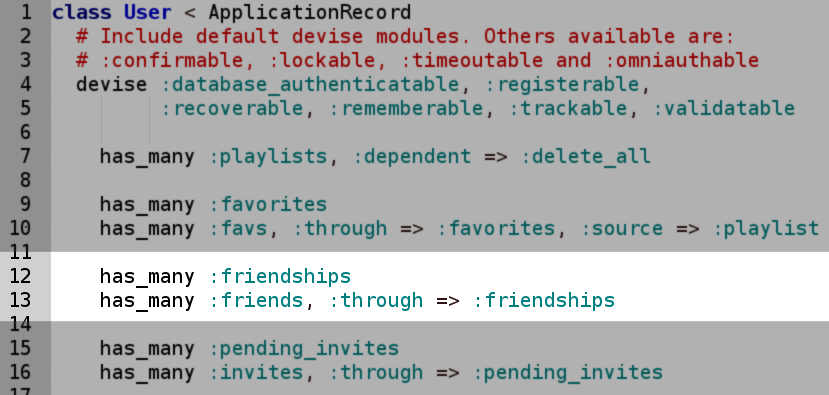 1 class User < ApplicationRecord
2 # Include default devise modules. Others available are:
3 # :confirmable, :lockable, :timeoutable and :omniauthable
4 devise :database_authenticatable, :registerable,
5 :recoverable, :rememberable, :trackable, :validatable
6
7 has_many :playlists, :dependent => :delete_all
8
9 has_many :favorites
10 has_many :favs, :through => :favorites, :source => :playlist
11
12 has_many :friendships
13 has_many :friends, :through => :friendships
14
15 has_many :pending_invites
16 has_many :invites, :through => :pending_invites
17